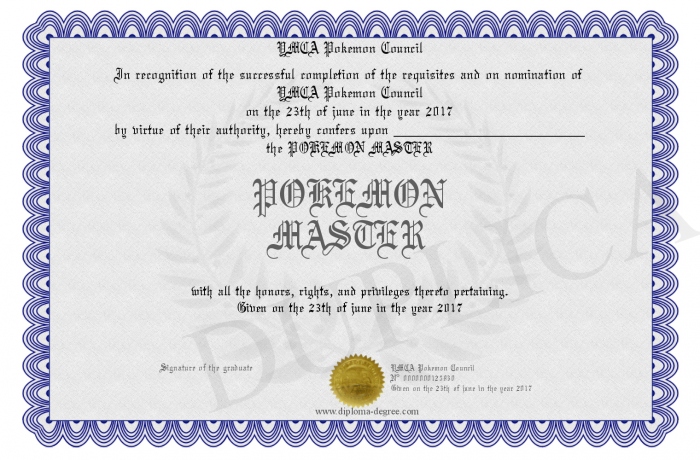 YMCA Pokemon Council
In recognition of the successful completion of the requisites and on nomination of
YMCA Pokemon Council
on the 23th of june in the year 2017
by virtue of their authority, hereby confers upon ____________________
the POKEMON MASTER
POKEMON
MASTER
with all the honors, rights, and privileges thereto pertaining.
Given on the 23th of june in the year 2017
Signature of the graduate
YMCA Pokemon Council
Nº
Given on the 23th of june in the year 2017
www.diploma-degree.com
DUPLICA